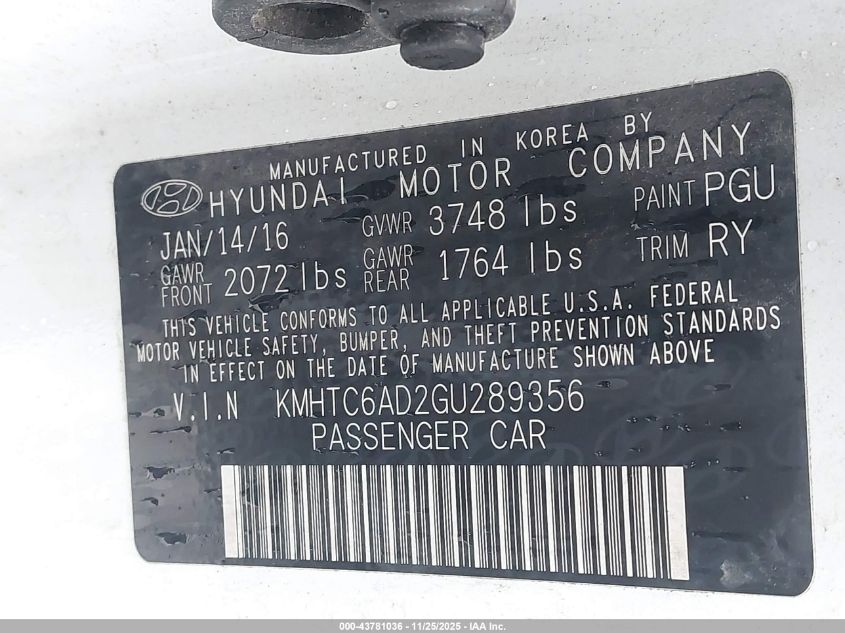 MANUFACTURED IN KOREA BY
HYUNDAI MOTOR COMPANY
JAN/14/16 GVWR 3748 lbs PAINT PGU
GAWR FRONT 2072 lbs GAWR REAR 1764 lbs TRIM RY
THIS VEHICLE CONFORMS TO ALL APPLICABLE U.S.A. FEDERAL
MOTOR VEHICLE SAFETY, BUMPER, AND THEFT PREVENTION STANDARDS
IN EFFECT ON THE DATE OF MANUFACTURE SHOWN ABOVE
V.I.N KMHTC6AD2GU289356
PASSENGER CAR
000-43781036 - 11/25/2025 - IAA Inc.